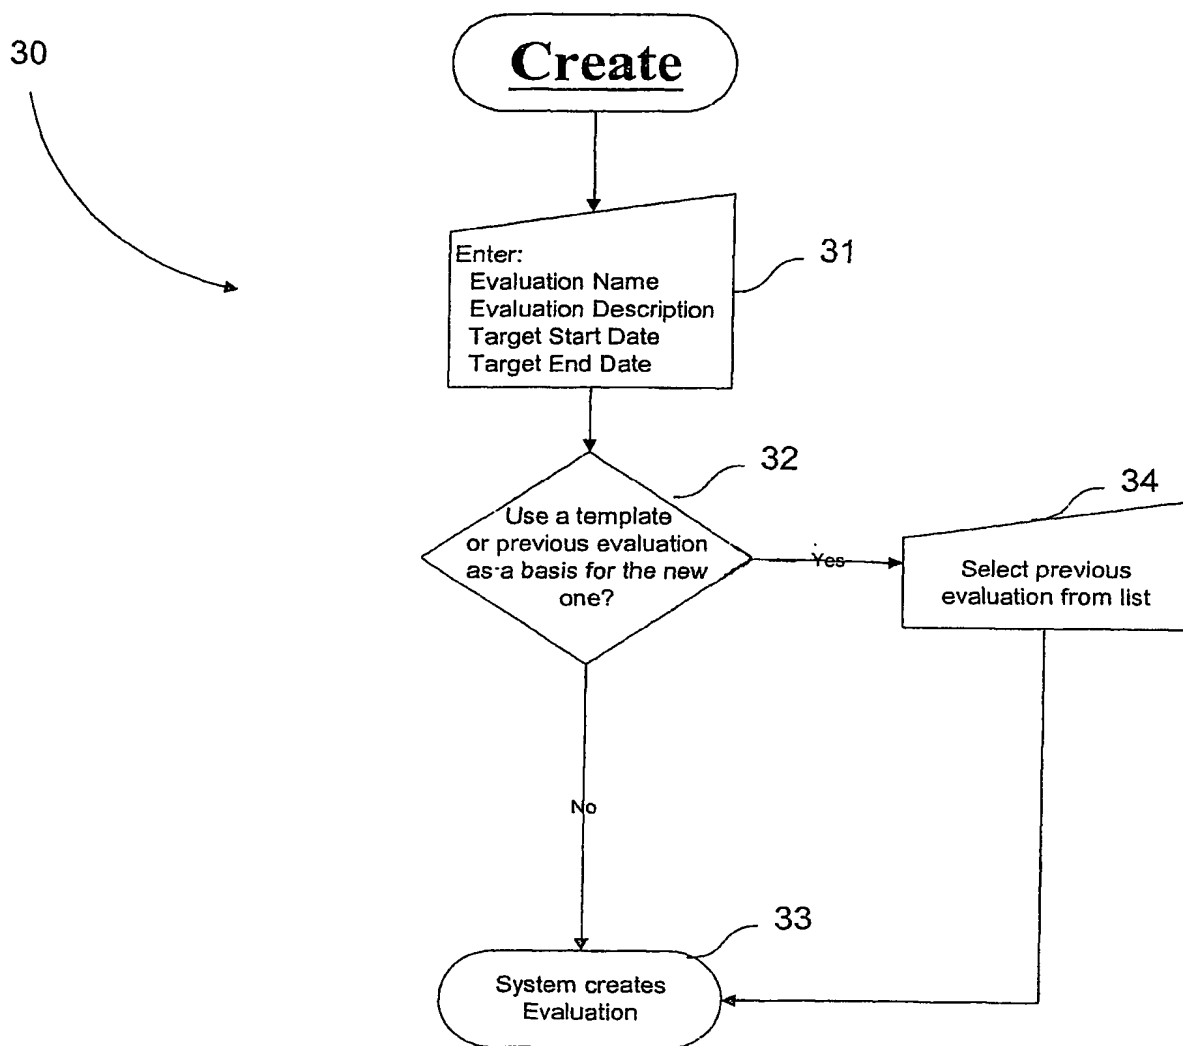 30
Create
Enter:
Evaluation Name
Evaluation Description
Target Start Date
Target End Date
31
32
Use a template
or previous evaluation
as a basis for the new
one?
Yes
34
Select previous
evaluation from list
No
33
System creates
Evaluation